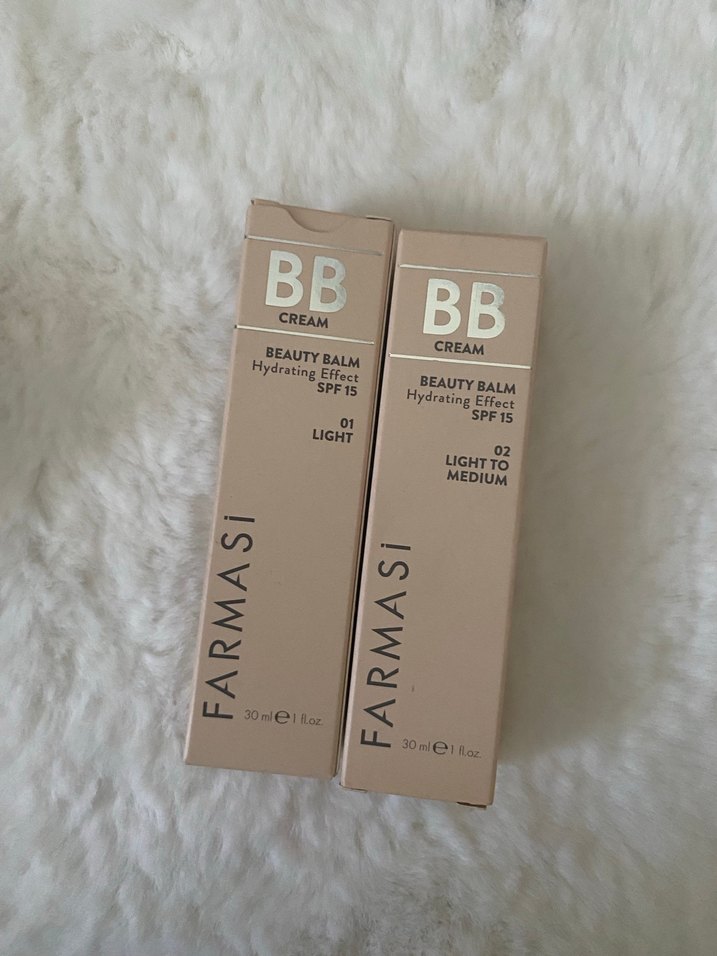 BB
CREAM
BEAUTY BALM
Hydrating Effect
SPF 15
01
LIGHT
FARMASİ
30 ml ℮ 1 fl.oz.
BB
CREAM
BEAUTY BALM
Hydrating Effect
SPF 15
02
LIGHT TO
MEDIUM
FARMASİ
30 ml ℮ 1 fl.oz.